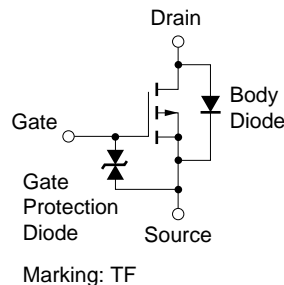 Drain
Body
Diode
Gate
Gate
Protection
Diode
Source
Marking: TF